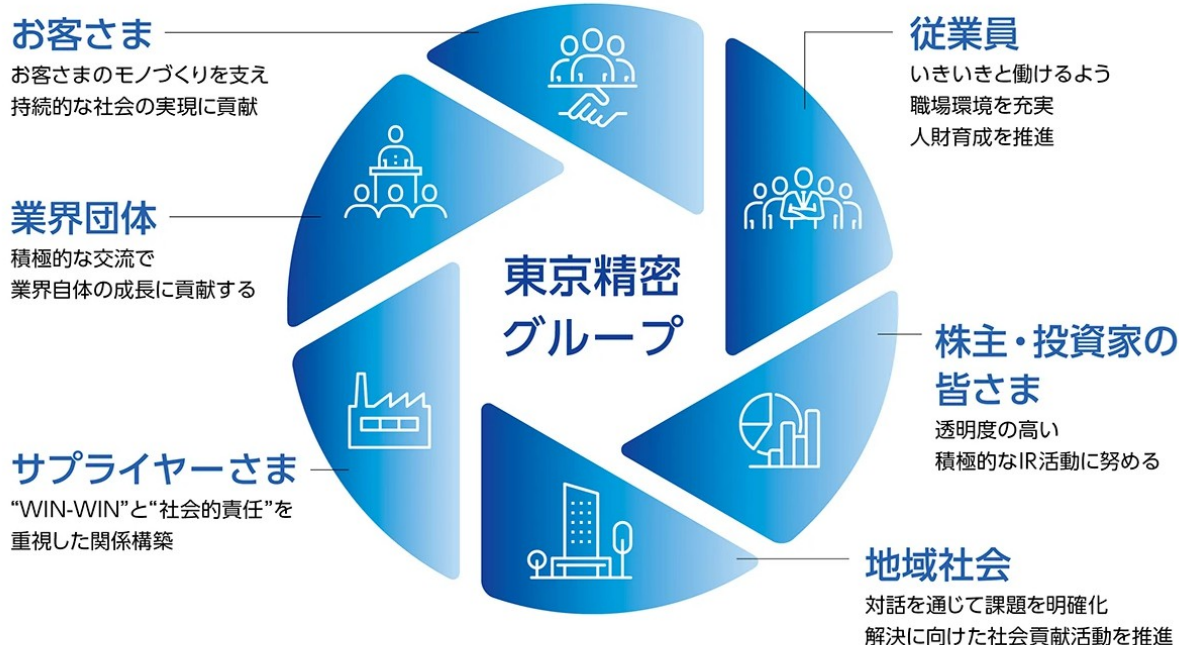 お客さま
お客さまのモノづくりを支え
持続的な社会の実現に貢献
従業員
いきいきと働けるよう
職場環境を充実
人財育成を推進
業界団体
積極的な交流で
業界自体の成長に貢献する
東京精密
グループ
株主・投資家の
皆さま
透明度の高い
積極的なIR活動に努める
サプライヤーさま
“WIN-WIN”と“社会的責任”を
重視した関係構築
地域社会
対話を通じて課題を明確化
解決に向けた社会貢献活動を推進